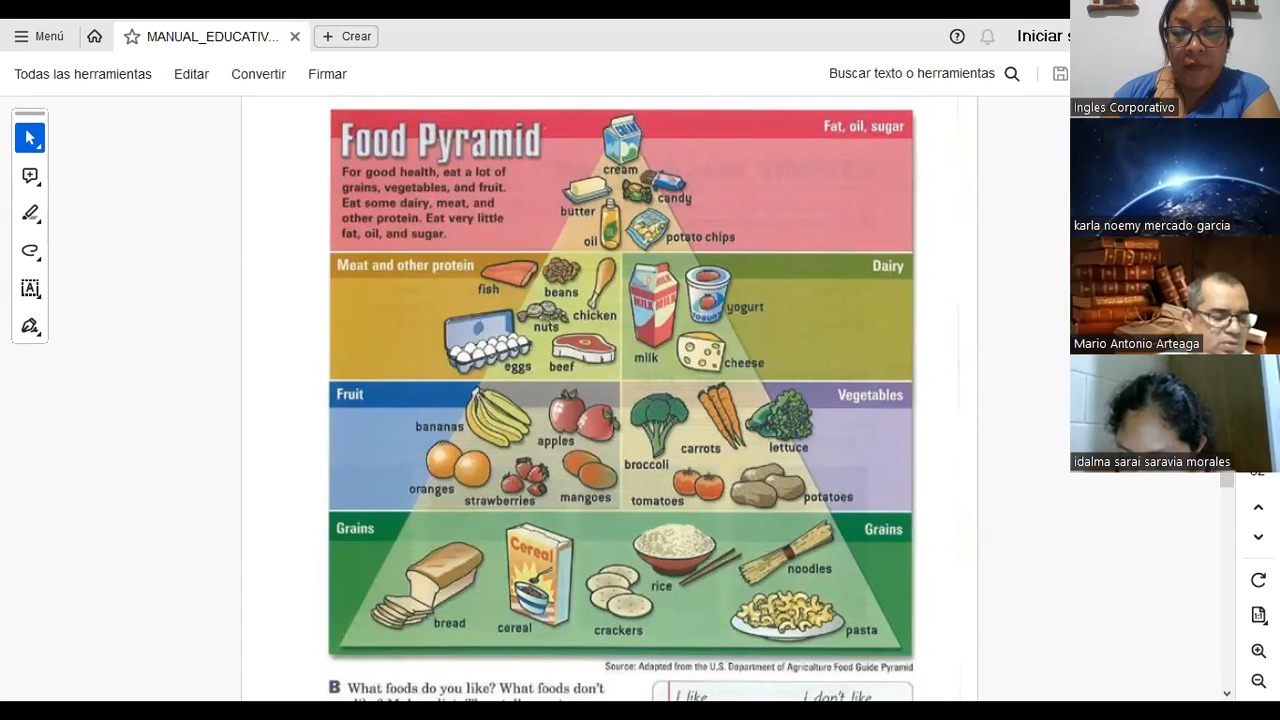 Menú
MANUAL_EDUCATIV...
Crear
Iniciar s
Todas las herramientas
Editar
Convertir
Firmar
Buscar texto o herramientas
Food Pyramid
For good health, eat a lot of
grains, vegetables, and fruit.
Eat some dairy, meat, and
other protein. Eat very little
fat, oil, and sugar.
Fat, oil, sugar
CREAM
cream
butter
candy
oil
potato chips
Meat and other protein
fish
beans
chicken
nuts
eggs
beef
Dairy
MILK MILK
milk
YOGURT
yogurt
cheese
Fruit
bananas
apples
oranges
strawberries
mangoes
Vegetables
broccoli
carrots
lettuce
tomatoes
potatoes
Grains
Grains
bread
Cereal
cereal
crackers
rice
noodles
pasta
Source: Adapted from the U.S. Department of Agriculture Food Guide Pyramid
B What foods do you like? What foods don't
I like
I don't like
Ingles Corporativo
karla noemy mercado garcia
Mario Antonio Arteaga
idalma sarai saravia morales